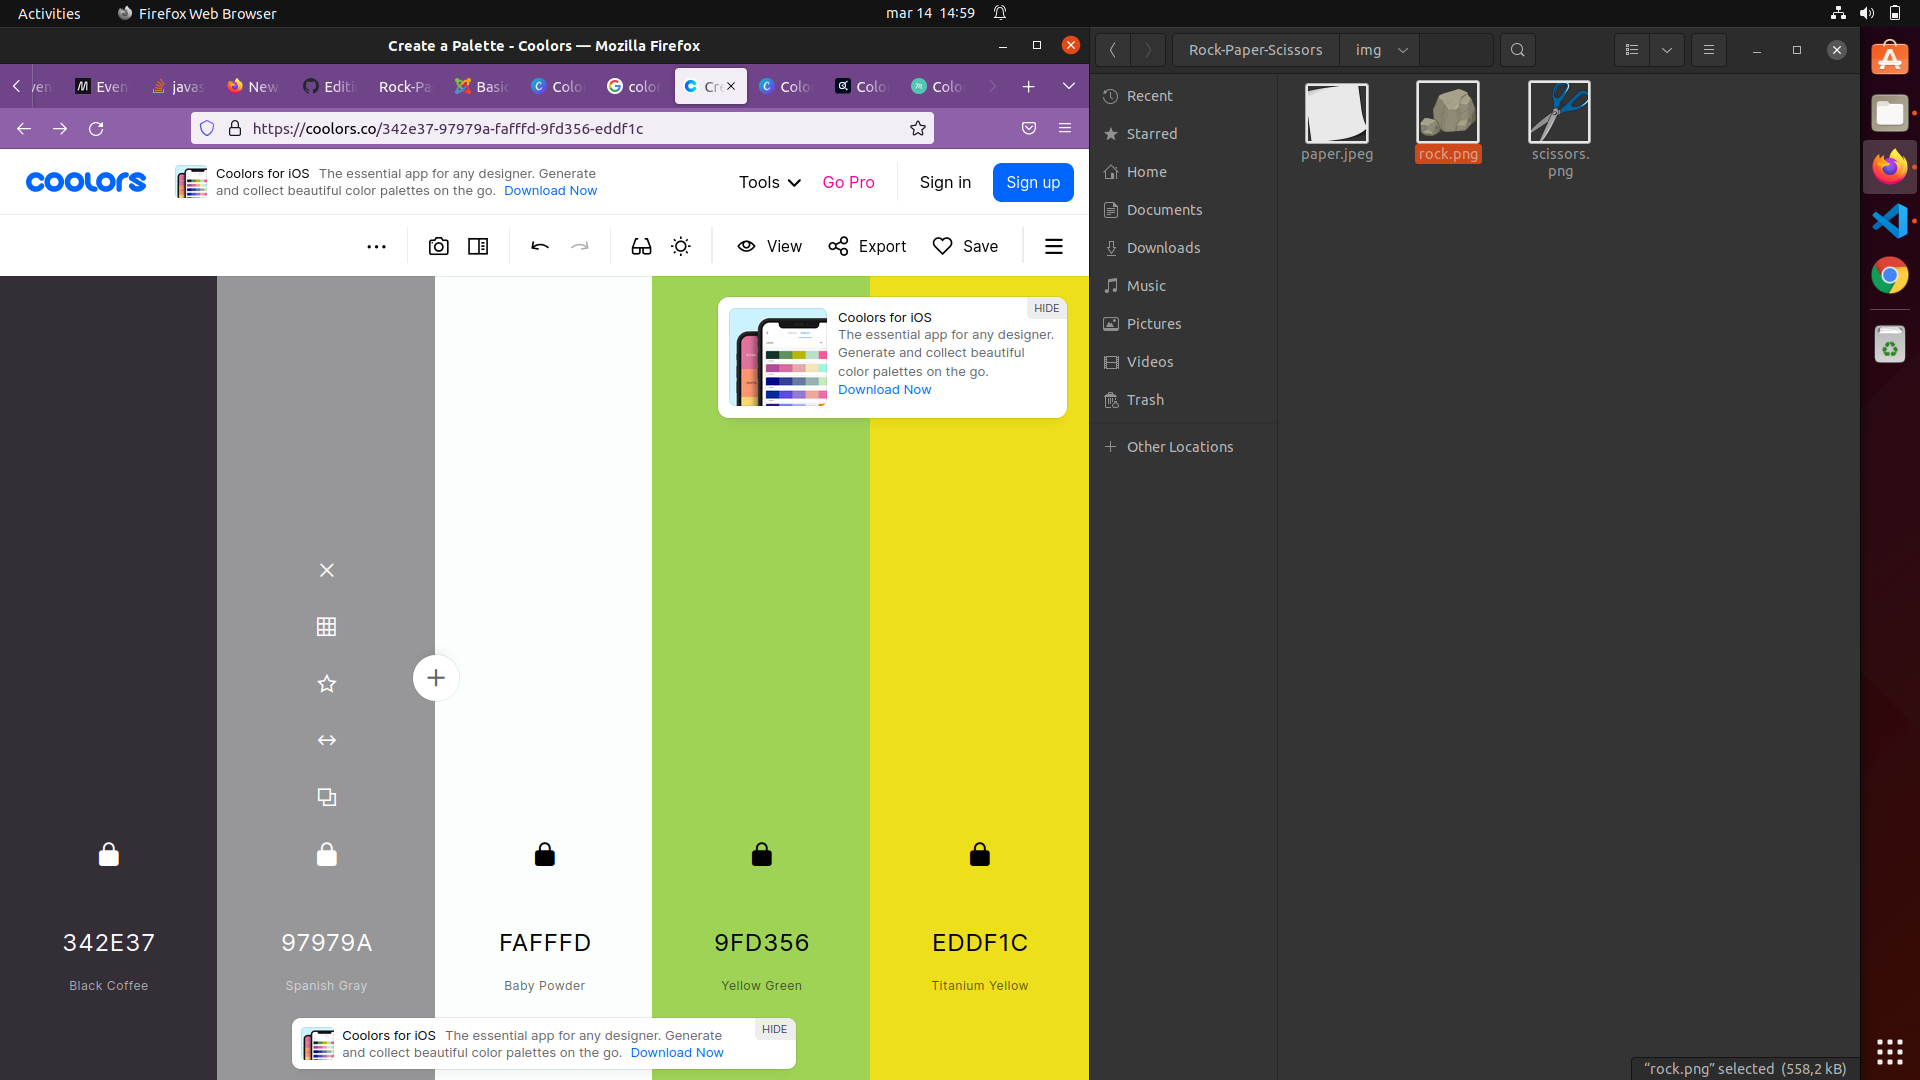 Activities
Firefox Web Browser
mar 14 14:59
Create a Palette - Coolors — Mozilla Firefox
Even
javas
New
Editi
Rock-Pa
Basic
Colo
color
Cre
Colo
Colo
Colo
https://coolors.co/342e37-97979a-fafffd-9fd356-eddf1c
coolors
Coolors for iOS The essential app for any designer. Generate
and collect beautiful color palettes on the go. Download Now
Tools
Go Pro
Sign in
Sign up
View
Export
Save
HIDE
Coolors for iOS
The essential app for any designer.
Generate and collect beautiful
color palettes on the go.
Download Now
342E37
Black Coffee
97979A
Spanish Gray
FAFFFD
Baby Powder
9FD356
Yellow Green
EDDF1C
Titanium Yellow
HIDE
Coolors for iOS The essential app for any designer. Generate
and collect beautiful color palettes on the go. Download Now
Rock-Paper-Scissors
img
Recent
Starred
Home
Documents
Downloads
Music
Pictures
Videos
Trash
Other Locations
paper.jpeg
rock.png
scissors.
png
“rock.png” selected (558,2 kB)